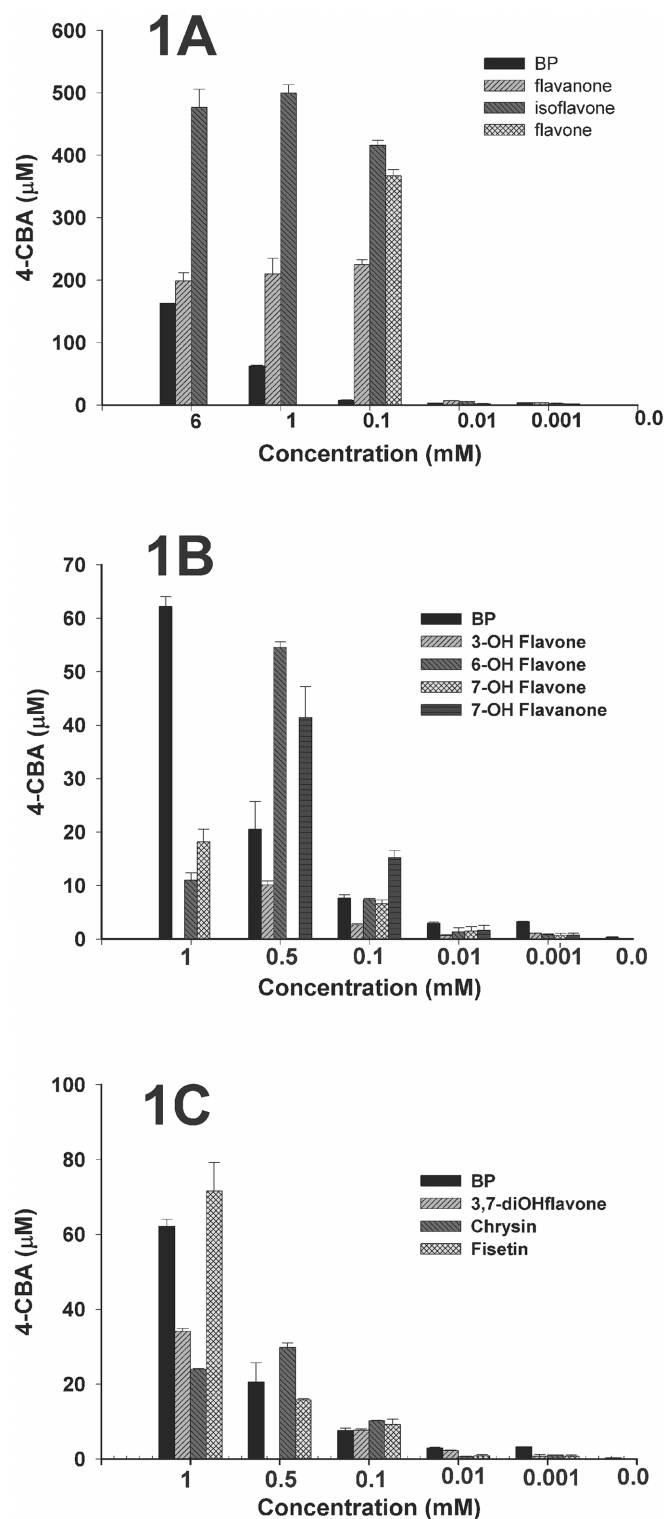 1A
600
500
400
300
200
100
0
4-CBA (μM)
BP
flavanone
isoflavone
flavone
6 1 0.1 0.01 0.001 0.0
Concentration (mM)
1B
70
60
50
40
30
20
10
0
4-CBA (μM)
BP
3-OH Flavone
6-OH Flavone
7-OH Flavone
7-OH Flavanone
1 0.5 0.1 0.01 0.001 0.0
Concentration (mM)
1C
100
80
60
40
20
0
4-CBA (μM)
BP
3,7-diOHflavone
Chrysin
Fisetin
1 0.5 0.1 0.01 0.001 0.0
Concentration (mM)